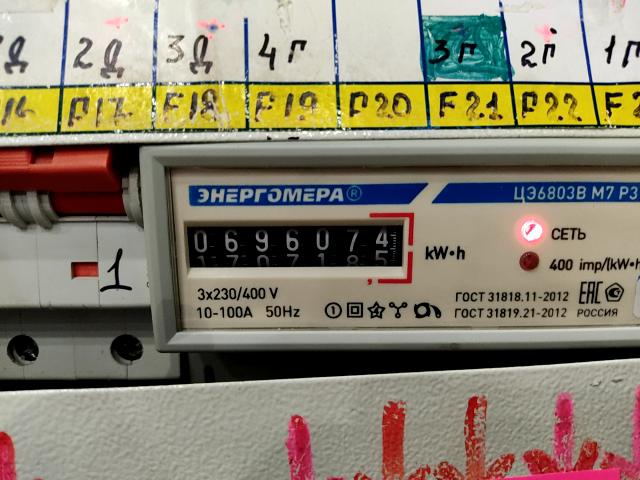 2Д 3Д 4Г 3Г 2Г 1Г
F17 F18 F19 F20 F21 F22
ЭНЕРГОМЕРА®
ЦЭ6803В М7 Р3
0696074
kW•h
СЕТЬ
400 imp/(kW•h
1
3x230/400 V
10-100A 50Hz
ГОСТ 31818.11-2012
ГОСТ 31819.21-2012
EAC
РОССИЯ